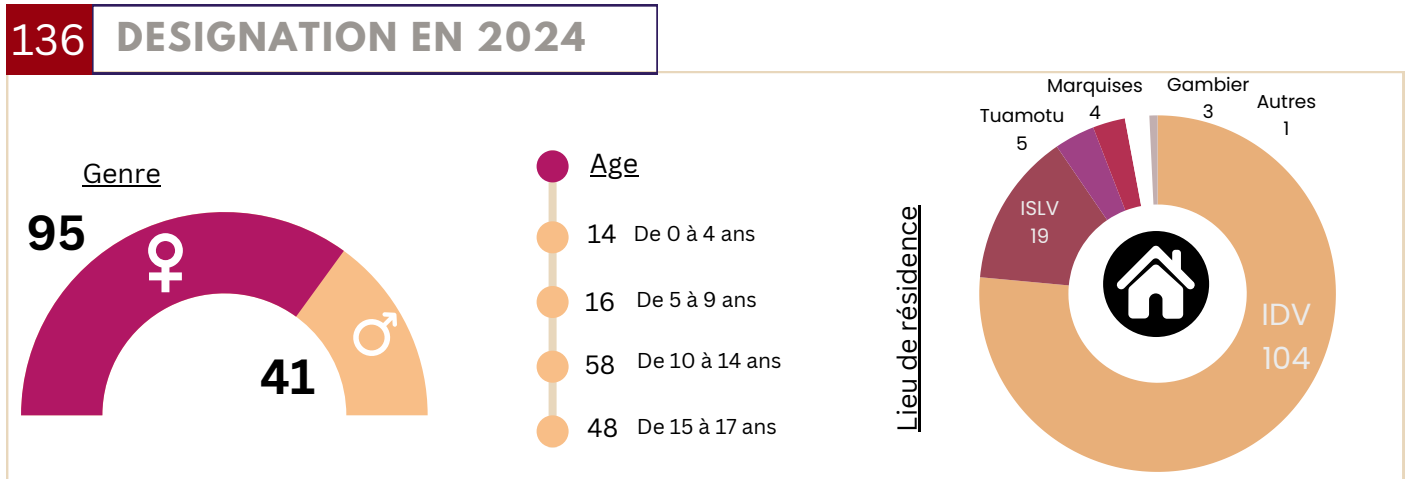 136 DESIGNATION EN 2024
Genre
95
41
Age
14 De 0 à 4 ans
16 De 5 à 9 ans
58 De 10 à 14 ans
48 De 15 à 17 ans
Lieu de résidence
Tuamotu
5
Marquises
4
Gambier
3
Autres
1
ISLV
19
IDV
104